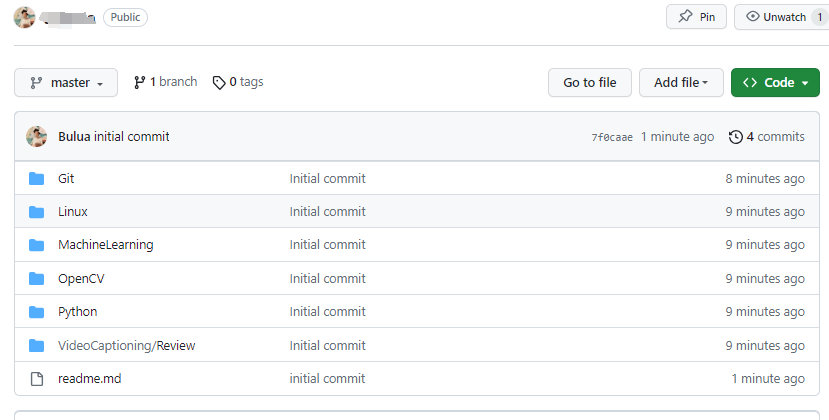 Public Pin Unwatch 1
master 1 branch 0 tags Go to file Add file Code
Bulua initial commit 7f0caae 1 minute ago 4 commits
Git Initial commit 8 minutes ago
Linux Initial commit 9 minutes ago
MachineLearning Initial commit 9 minutes ago
OpenCV Initial commit 9 minutes ago
Python Initial commit 9 minutes ago
VideoCaptioning/Review Initial commit 9 minutes ago
readme.md initial commit 1 minute ago